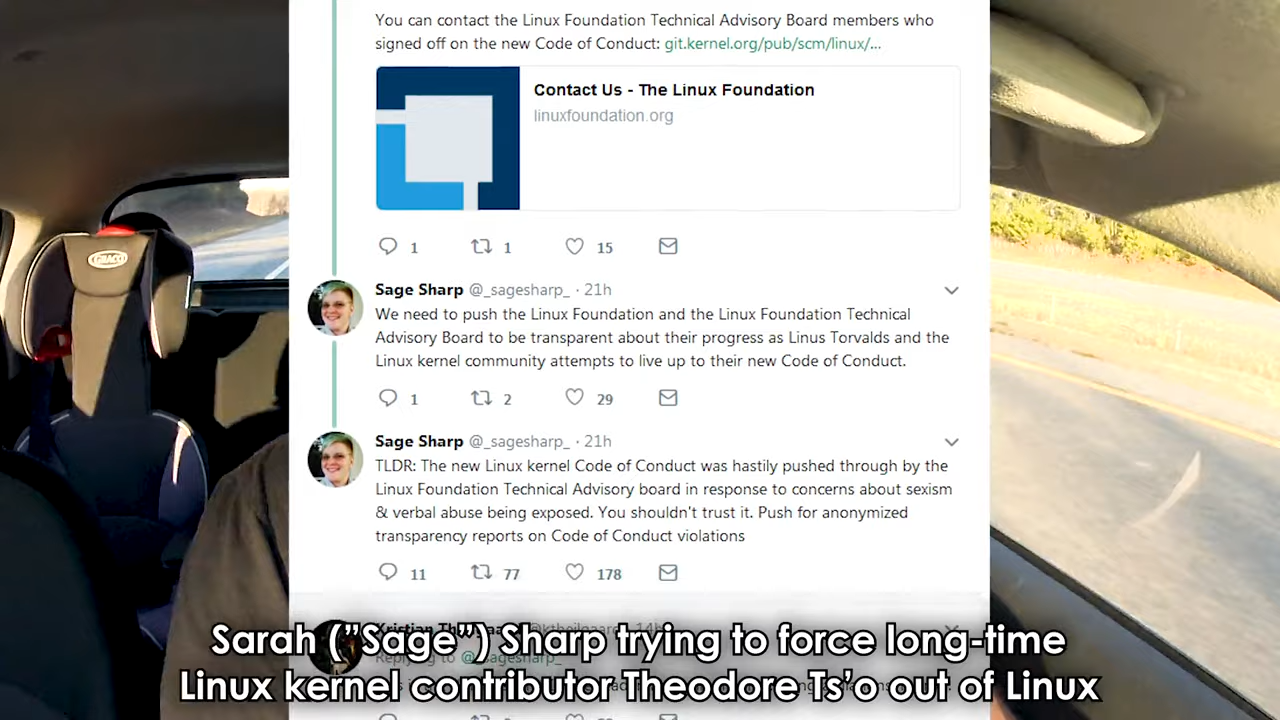 You can contact the Linux Foundation Technical Advisory Board members who
signed off on the new Code of Conduct: git.kernel.org/pub/scm/linux/...
Contact Us - The Linux Foundation
linuxfoundation.org
1 1 15
GRACO
Sage Sharp @_sagesharp_ · 21h
We need to push the Linux Foundation and the Linux Foundation Technical
Advisory Board to be transparent about their progress as Linus Torvalds and the
Linux kernel community attempts to live up to their new Code of Conduct.
1 2 29
Sage Sharp @_sagesharp_ · 21h
TLDR: The new Linux kernel Code of Conduct was hastily pushed through by the
Linux Foundation Technical Advisory board in response to concerns about sexism
& verbal abuse being exposed. You shouldn't trust it. Push for anonymized
transparency reports on Code of Conduct violations
11 77 178
Kristian
Replying to @_sagesharp_
Sarah (”Sage”) Sharp trying to force long-time
Linux kernel contributor Theodore Ts’o out of Linux